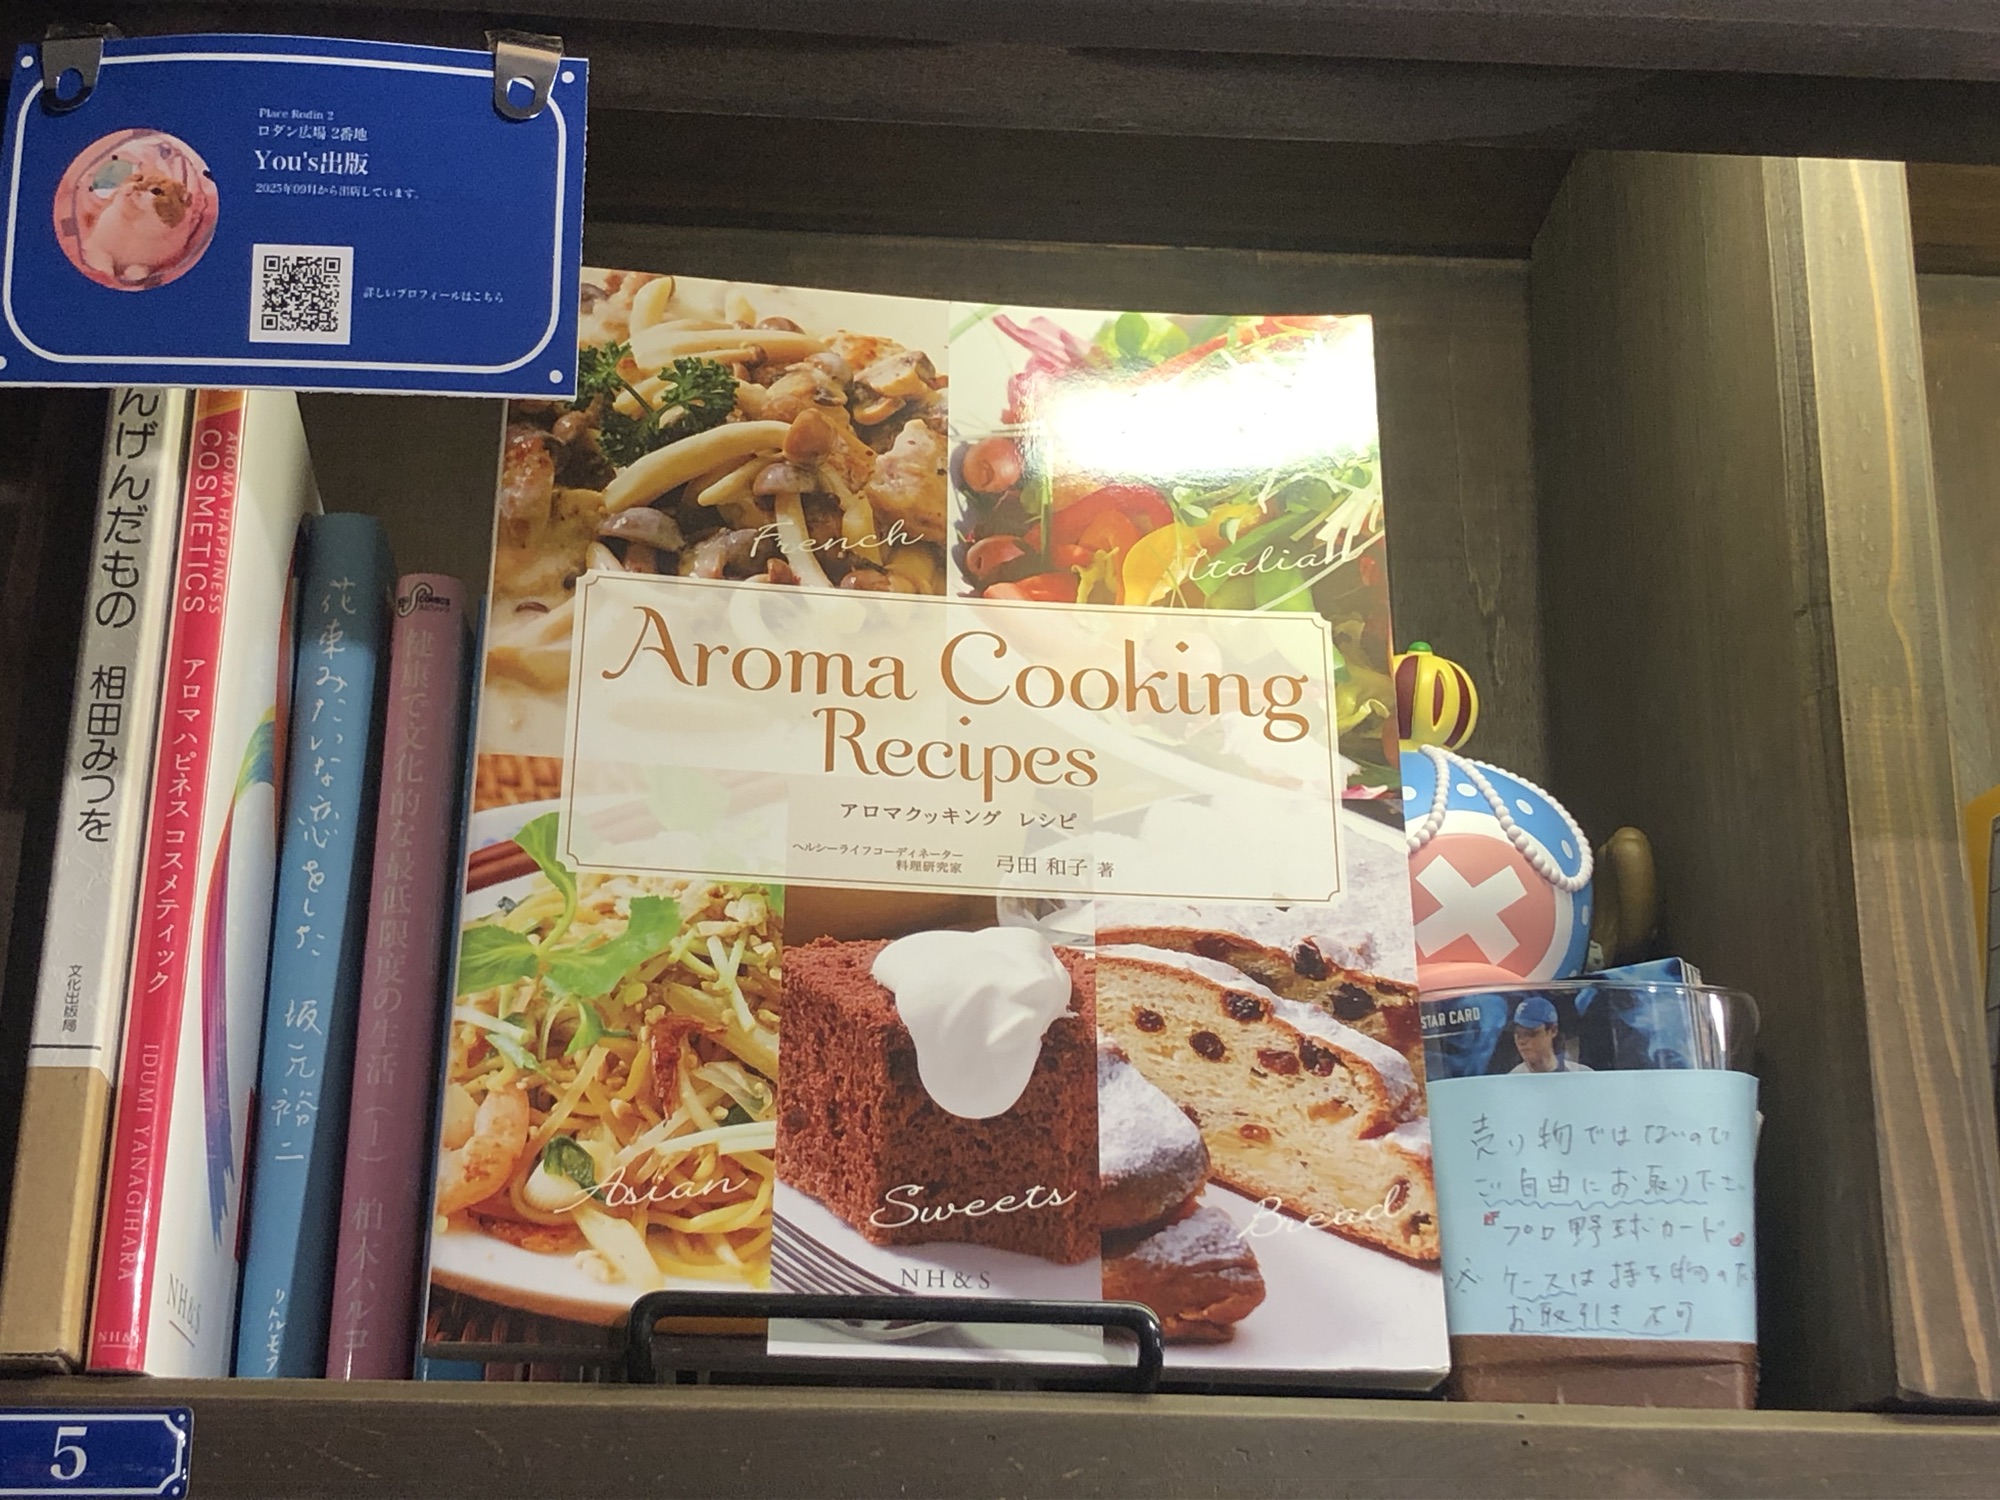 Place Rodin 2
ロダン広場 2番地
You's出版
2025年09月から出店しています。
詳しいプロフィールはこちら
んげんだもの 相田みつを
文化出版局
AROMA HAPPINESS
COSMETICS
アロマハピネス コスメティック
IDUMI YANAGIHARA
NH&S
NH&S
花束みたいな恋をした 坂元裕二
リトルモア
COMICS
健康で文化的な最低限度の生活 (1) 柏木ハルコ
French
Italian
Aroma Cooking
Recipes
アロマクッキング レシピ
ヘルシーライフコーディネーター
料理研究家
弓田 和子 著
Asian
Sweets
Bread
NH&S
STAR CARD
売り物ではないので
ご自由にお取り下さ
"プロ野球カード"
※ ケースは持ち物のた
お取引き不可
5